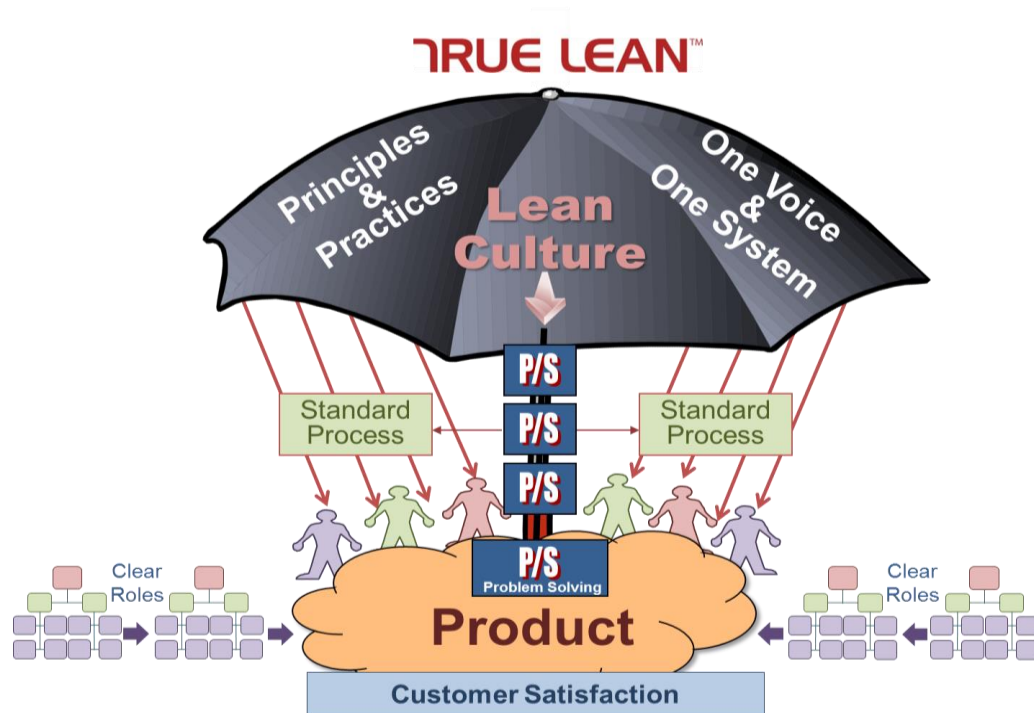 TRUE LEAN™
Principles
&
Practices
One Voice
&
One System
Lean
Culture
P/S
Standard
Process
P/S
Standard
Process
P/S
P/S
Problem Solving
Clear
Roles
Clear
Roles
Product
Customer Satisfaction